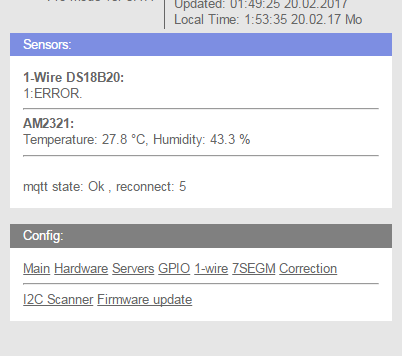 Updated: 01:49:25 20.02.2017
Local Time: 1:53:35 20.02.17 Mo
Sensors:
1-Wire DS18B20:
1:ERROR.
AM2321:
Temperature: 27.8 °C, Humidity: 43.3 %
mqtt state: Ok , reconnect: 5
Config:
Main Hardware Servers GPIO 1-wire 7SEGM Correction
I2C Scanner Firmware update